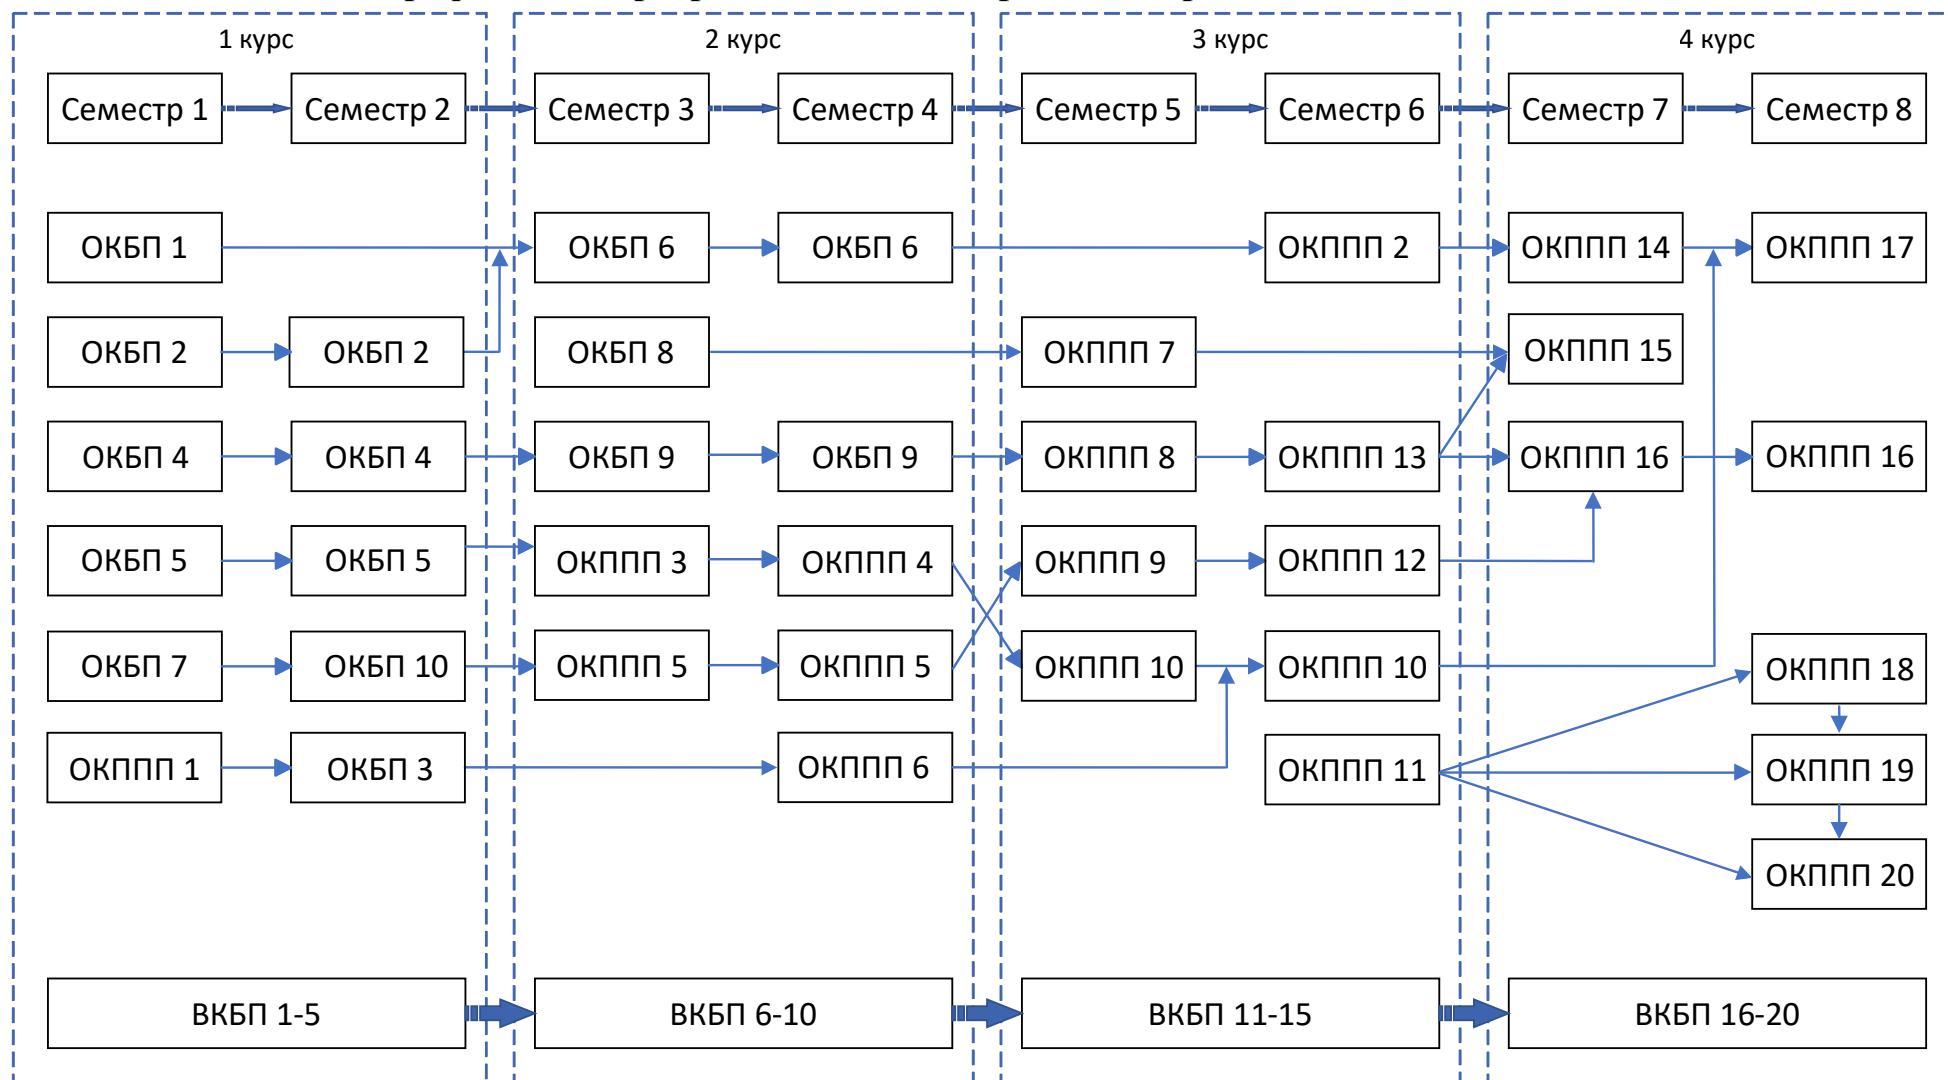 1 курс 2 курс 3 курс 4 курс
Семестр 1 Семестр 2 Семестр 3 Семестр 4 Семестр 5 Семестр 6 Семестр 7 Семестр 8
ОКБП 1 ОКБП 6 ОКБП 6 ОКППП 2 ОКППП 14 ОКППП 17
ОКБП 2 ОКБП 2 ОКБП 8 ОКППП 7 ОКППП 15
ОКБП 4 ОКБП 4 ОКБП 9 ОКБП 9 ОКППП 8 ОКППП 13 ОКППП 16 ОКППП 16
ОКБП 5 ОКБП 5 ОКППП 3 ОКППП 4 ОКППП 9 ОКППП 12
ОКБП 7 ОКБП 10 ОКППП 5 ОКППП 5 ОКППП 10 ОКППП 10 ОКППП 18
ОКППП 1 ОКБП 3 ОКППП 6 ОКППП 11 ОКППП 19
ОКППП 20
ВКБП 1-5 ВКБП 6-10 ВКБП 11-15 ВКБП 16-20